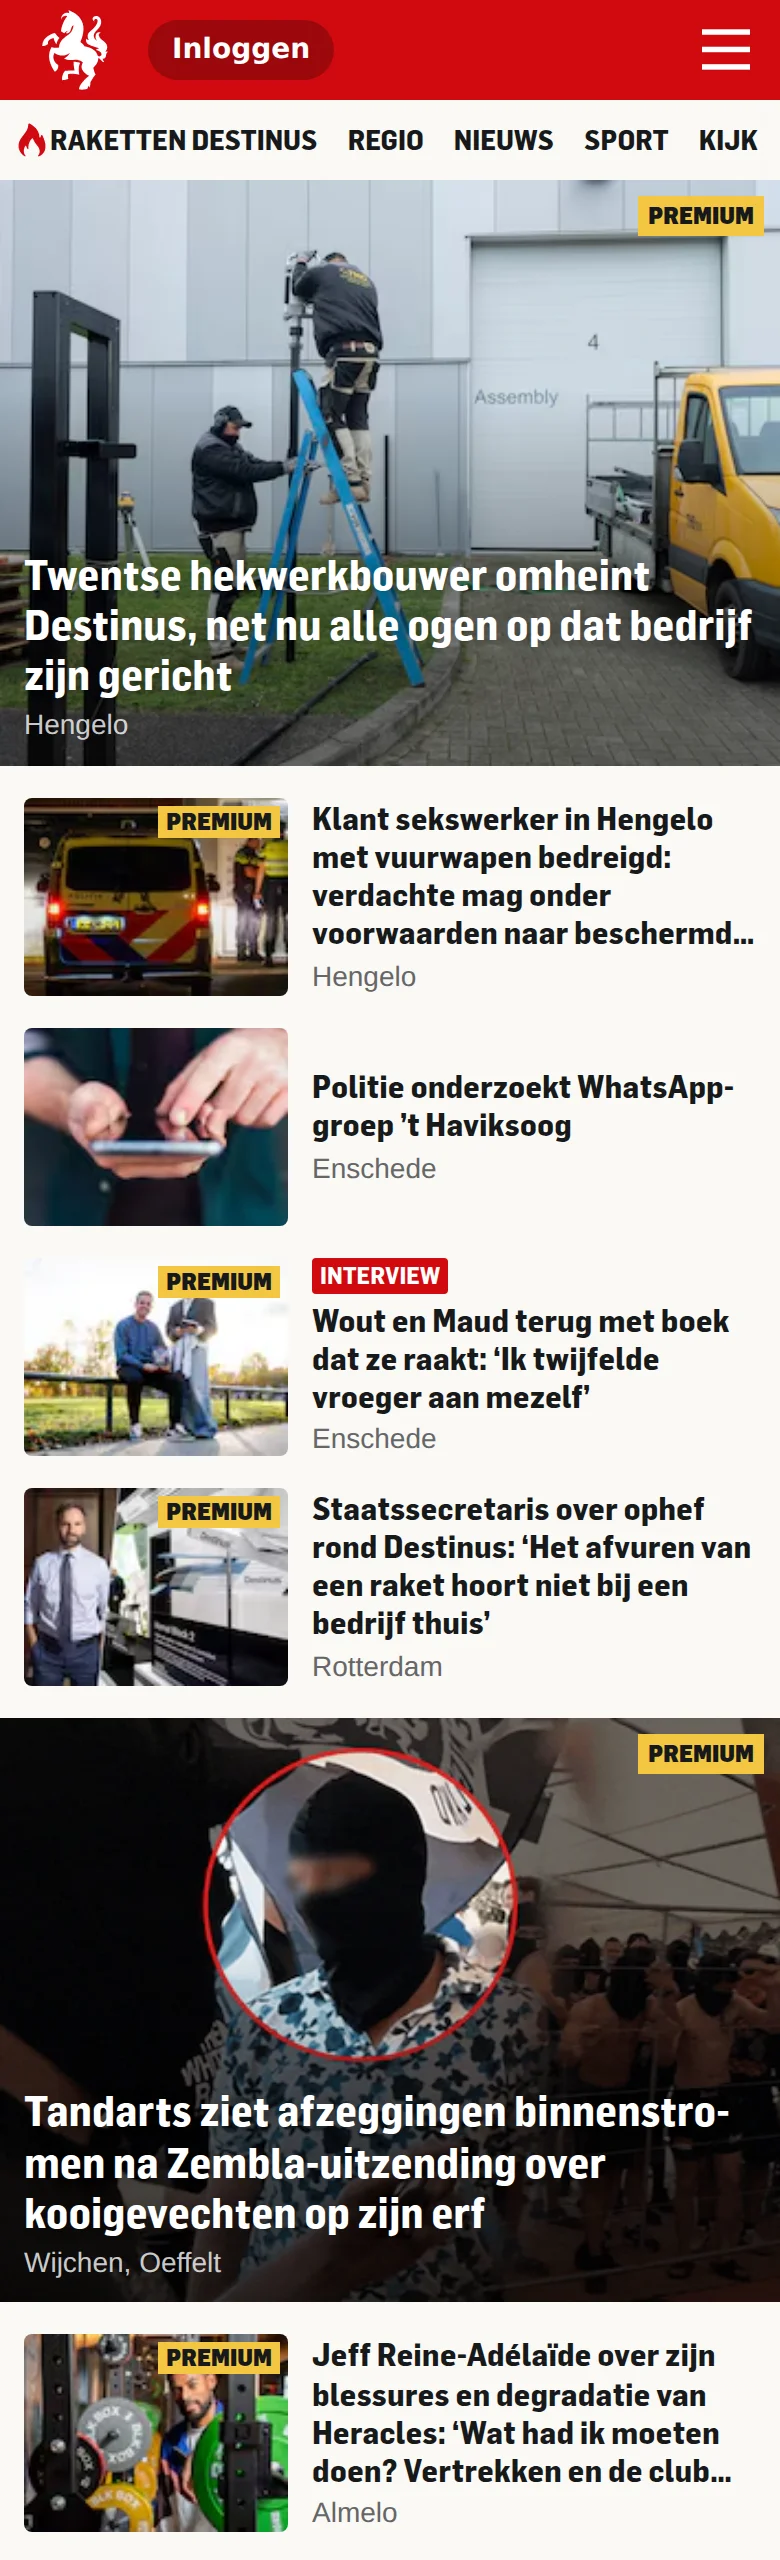 Inloggen
RAKETTEN DESTINUS REGIO NIEUWS SPORT KIJK
PREMIUM
4
Assembly
Twentse hekwerkbouwer omheint
Destinus, net nu alle ogen op dat bedrijf
zijn gericht
Hengelo
PREMIUM
Klant sekswerker in Hengelo
met vuurwapen bedreigd:
verdachte mag onder
voorwaarden naar beschermd...
Hengelo
Politie onderzoekt WhatsApp-
groep ’t Haviksoog
Enschede
PREMIUM
INTERVIEW
Wout en Maud terug met boek
dat ze raakt: ‘Ik twijfelde
vroeger aan mezelf’
Enschede
PREMIUM
Destinus
Staatssecretaris over ophef
rond Destinus: ‘Het afvuren van
een raket hoort niet bij een
bedrijf thuis’
Rotterdam
PREMIUM
Tandarts ziet afzeggingen binnenstro-
men na Zembla-uitzending over
kooigevechten op zijn erf
Wijchen, Oeffelt
PREMIUM
BLK BOX
Jeff Reine-Adélaïde over zijn
blessures en degradatie van
Heracles: ‘Wat had ik moeten
doen? Vertrekken en de club...
Almelo